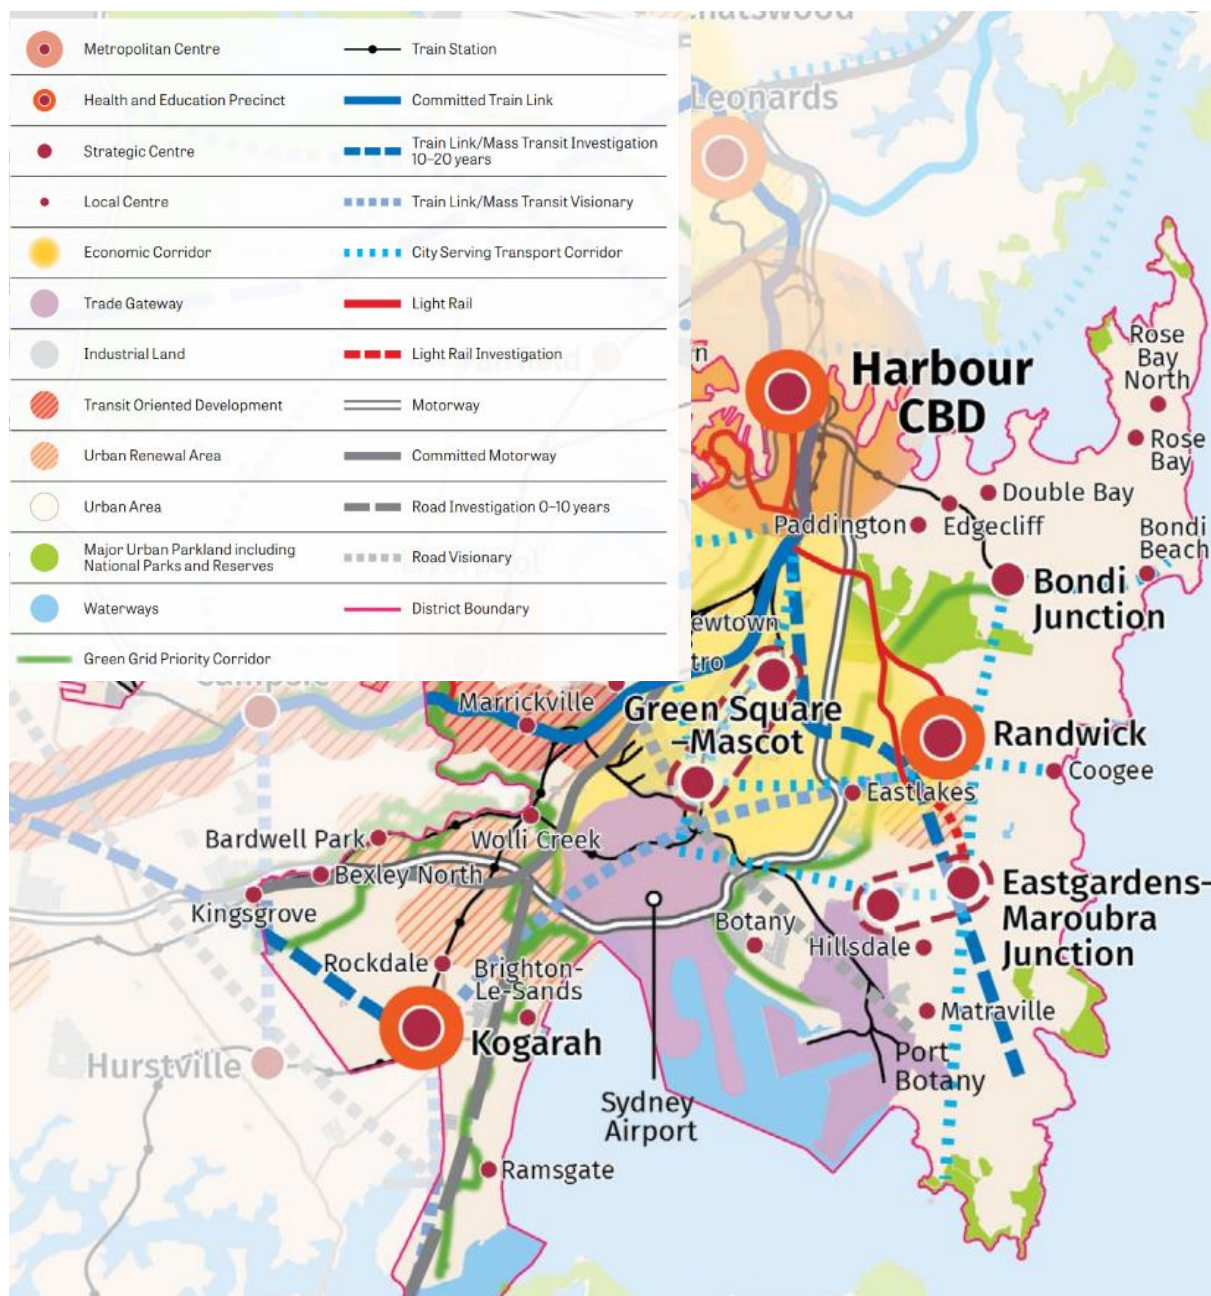 Metropolitan Centre
Health and Education Precinct
Strategic Centre
Local Centre
Economic Corridor
Trade Gateway
Industrial Land
Transit Oriented Development
Urban Renewal Area
Urban Area
Major Urban Parkland including
National Parks and Reserves
Waterways
Green Grid Priority Corridor
Train Station
Committed Train Link
Train Link/Mass Transit Investigation
10–20 years
Train Link/Mass Transit Visionary
City Serving Transport Corridor
Light Rail
Light Rail Investigation
Motorway
Committed Motorway
Road Investigation 0–10 years
Road Visionary
District Boundary
Leonards
Harbour
CBD
Rose
Bay
North
Rose
Bay
Double Bay
Paddington
Edgecliff
Bondi
Beach
Bondi
Junction
ewtown
tro
Marrickville
Green Square
–Mascot
Randwick
Coogee
Eastlakes
Bardwell Park
Wolli Creek
Bexley North
Kingsgrove
Eastgardens–
Maroubra
Junction
Botany
Hillsdale
Rockdale
Brighton-
Le-Sands
Matraville
Kogarah
Hurstville
Port
Botany
Sydney
Airport
Ramsgate